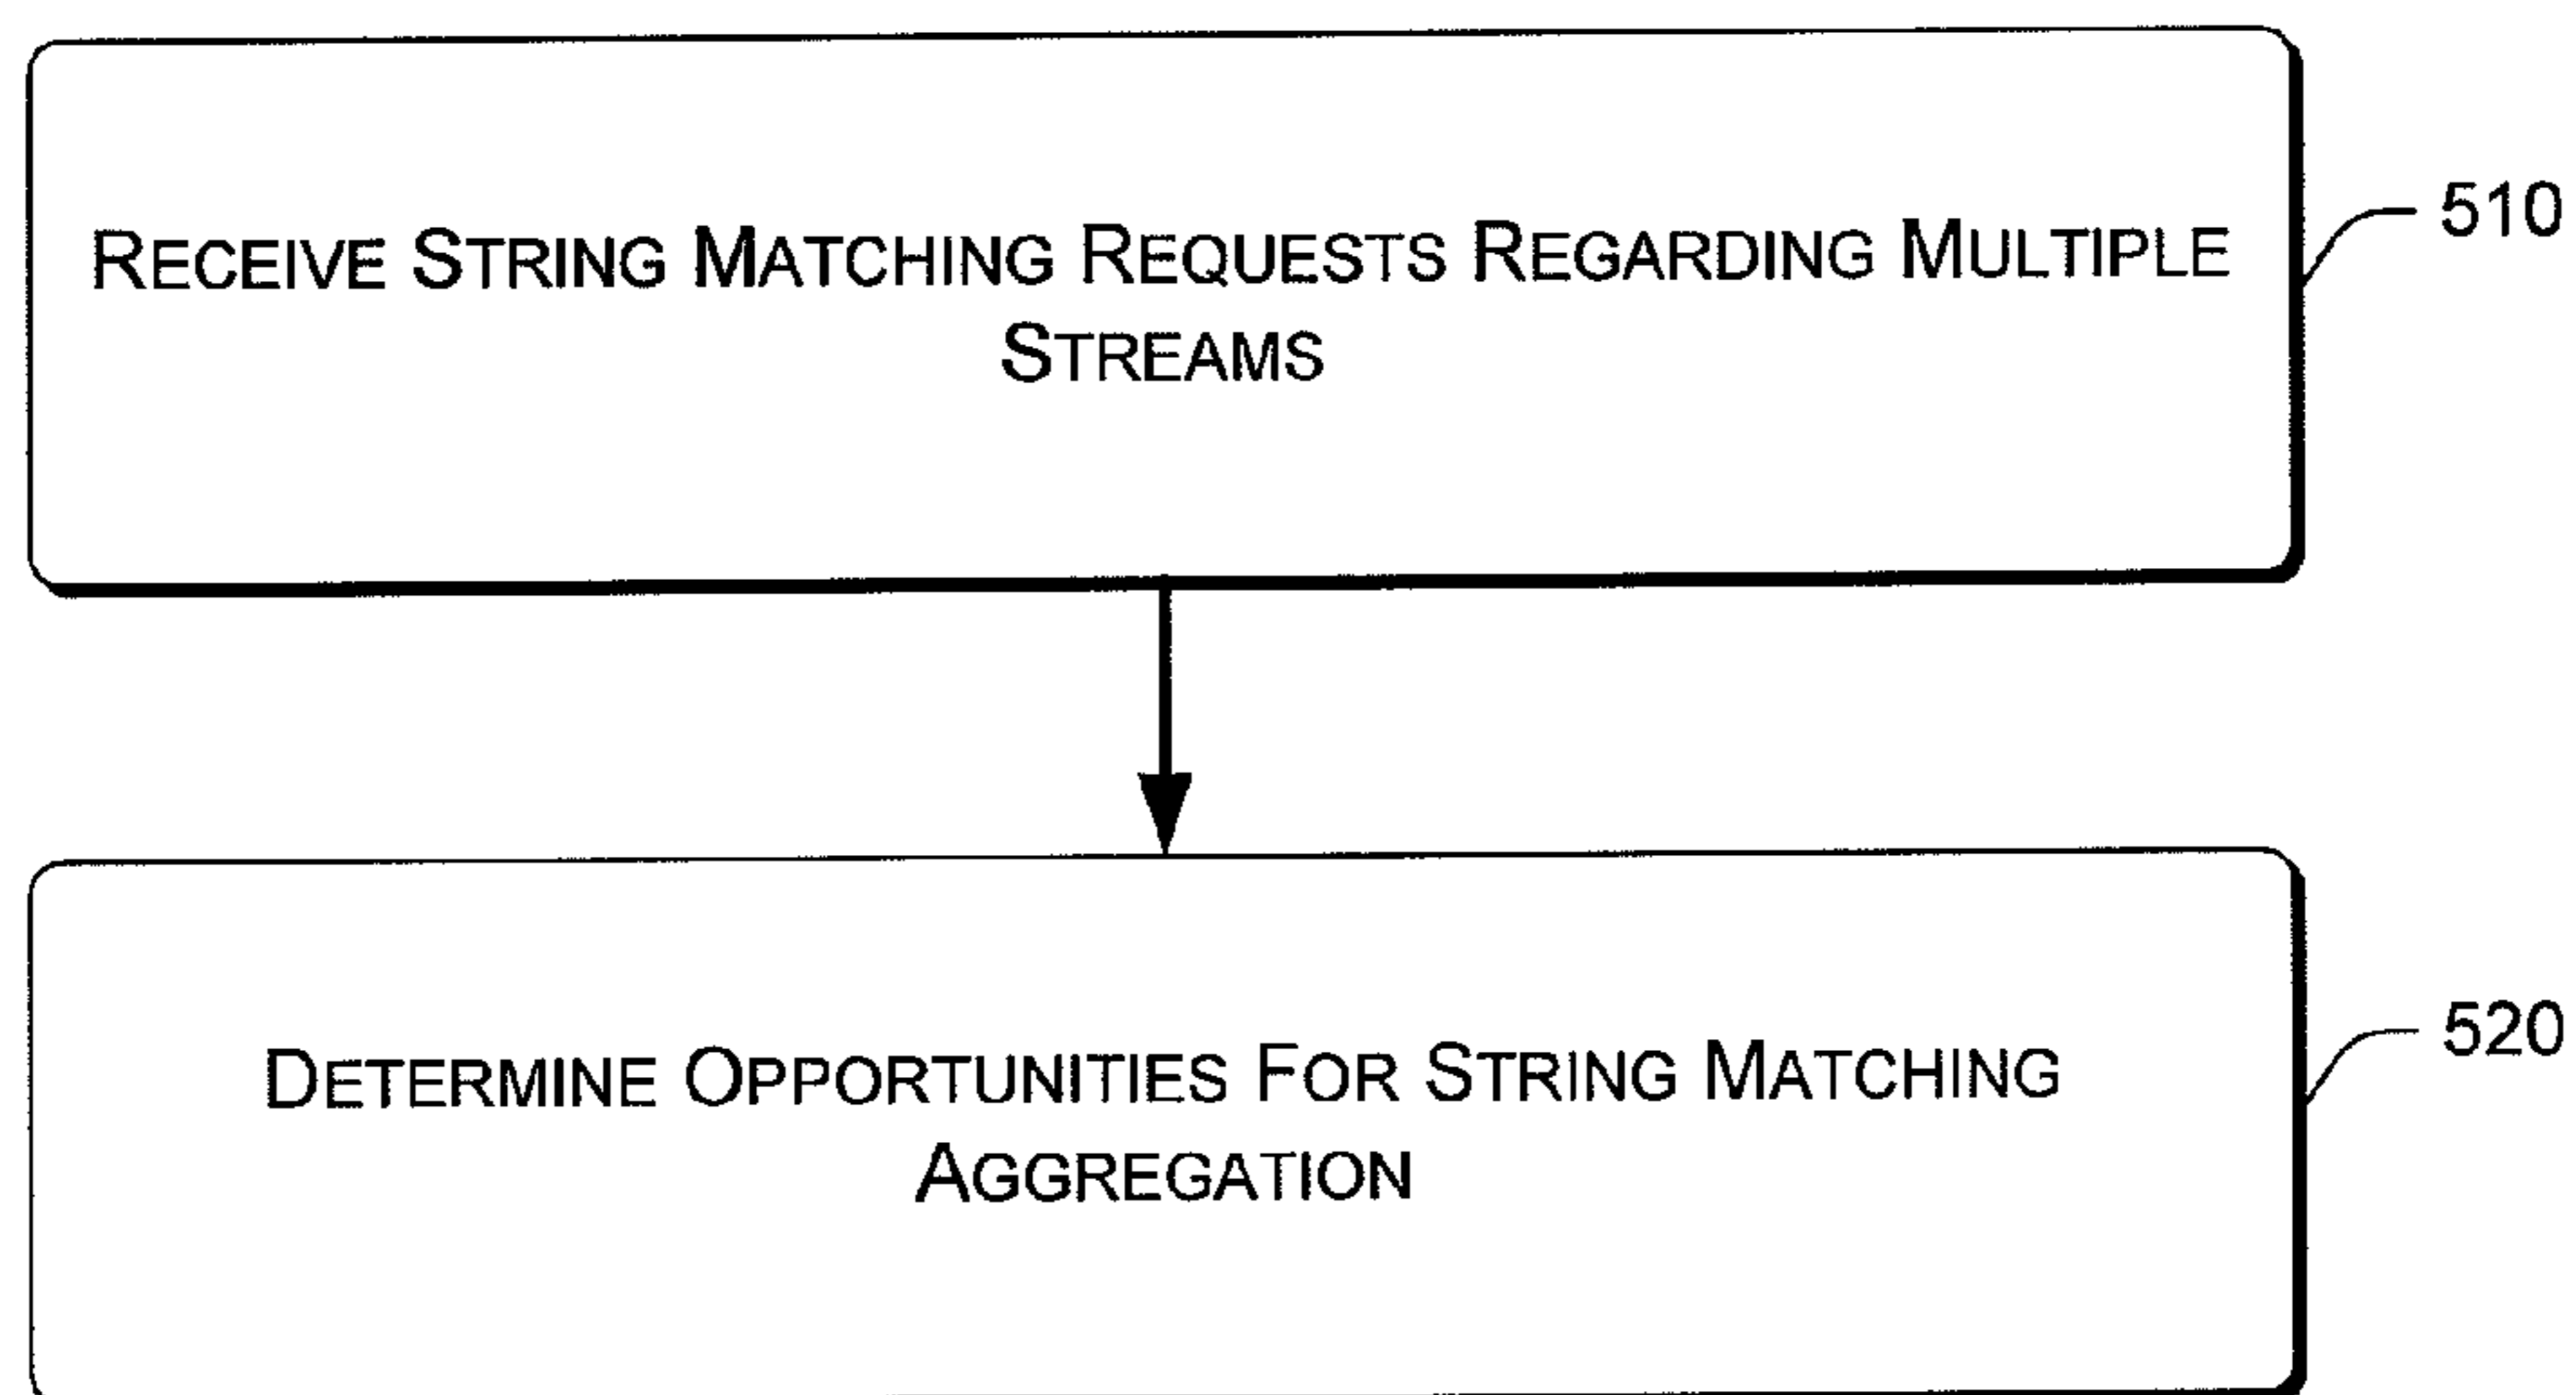 RECEIVE STRING MATCHING REQUESTS REGARDING MULTIPLE
STREAMS
510
DETERMINE OPPORTUNITIES FOR STRING MATCHING
AGGREGATION
520